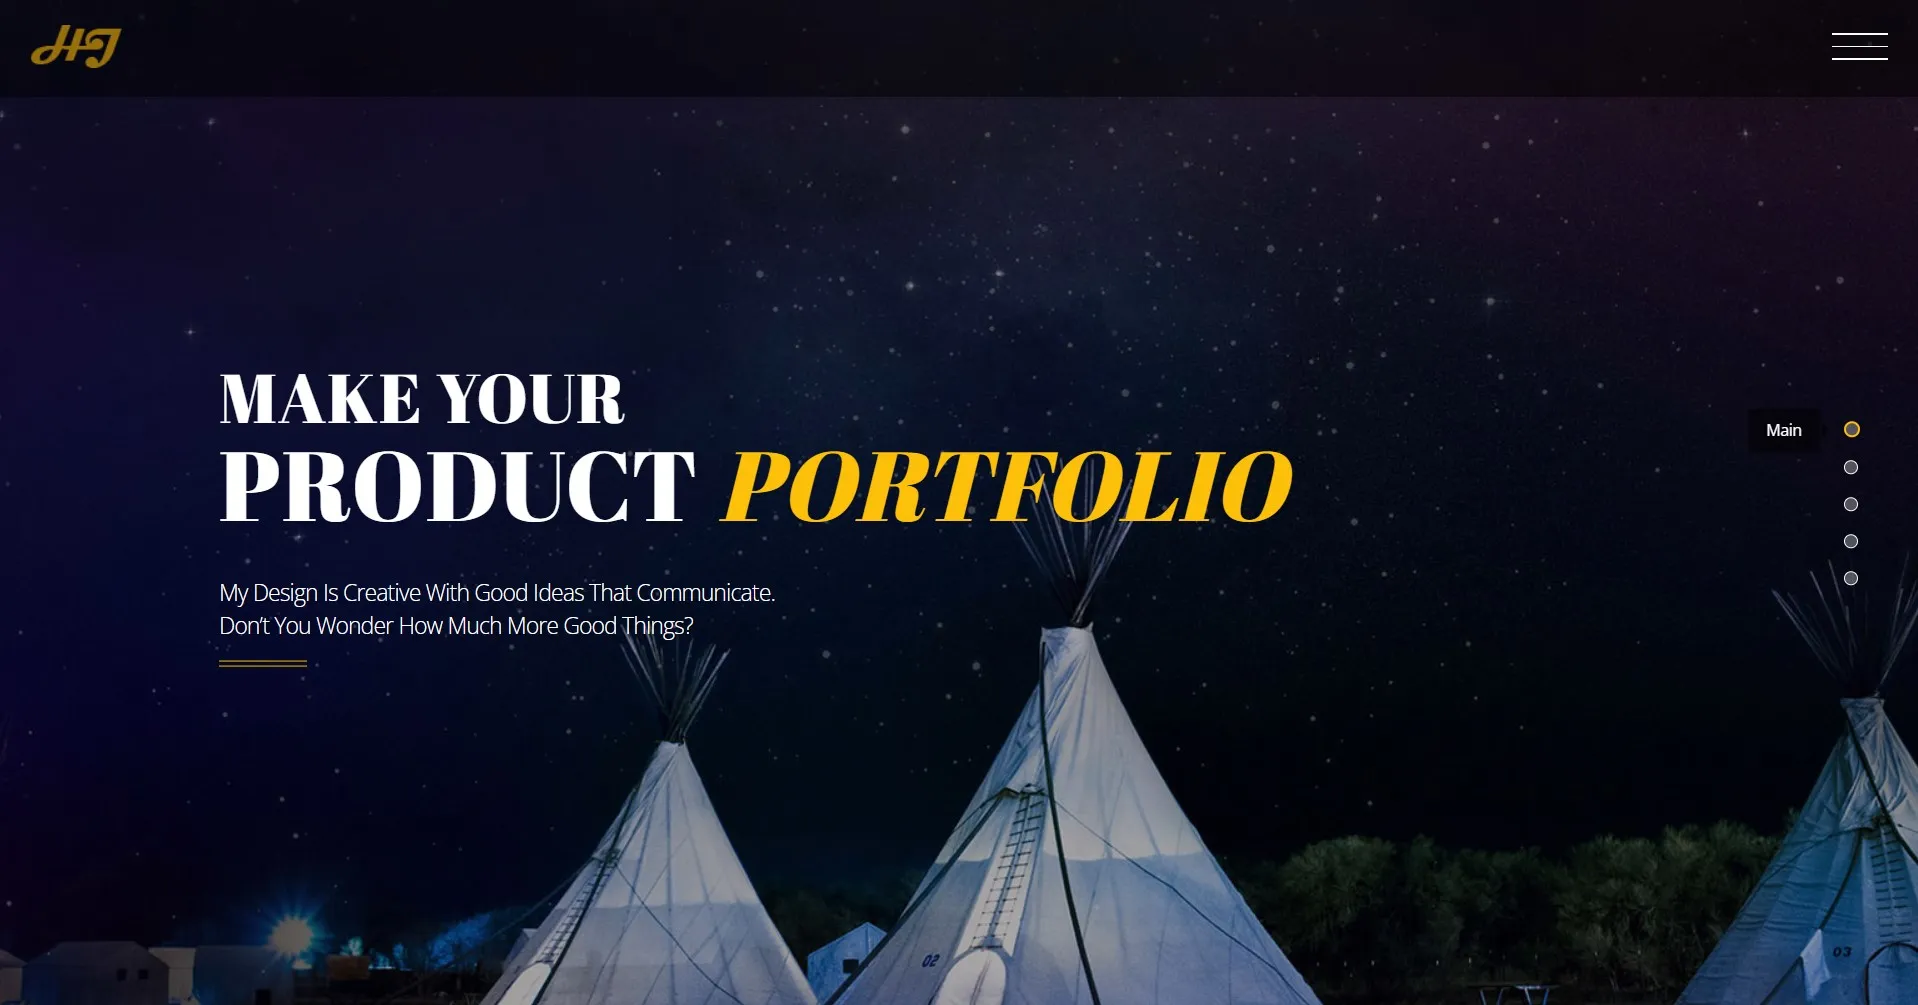 HJ
MAKE YOUR
PRODUCT PORTFOLIO
Main
My Design Is Creative With Good Ideas That Communicate.
Don’t You Wonder How Much More Good Things?
02
03